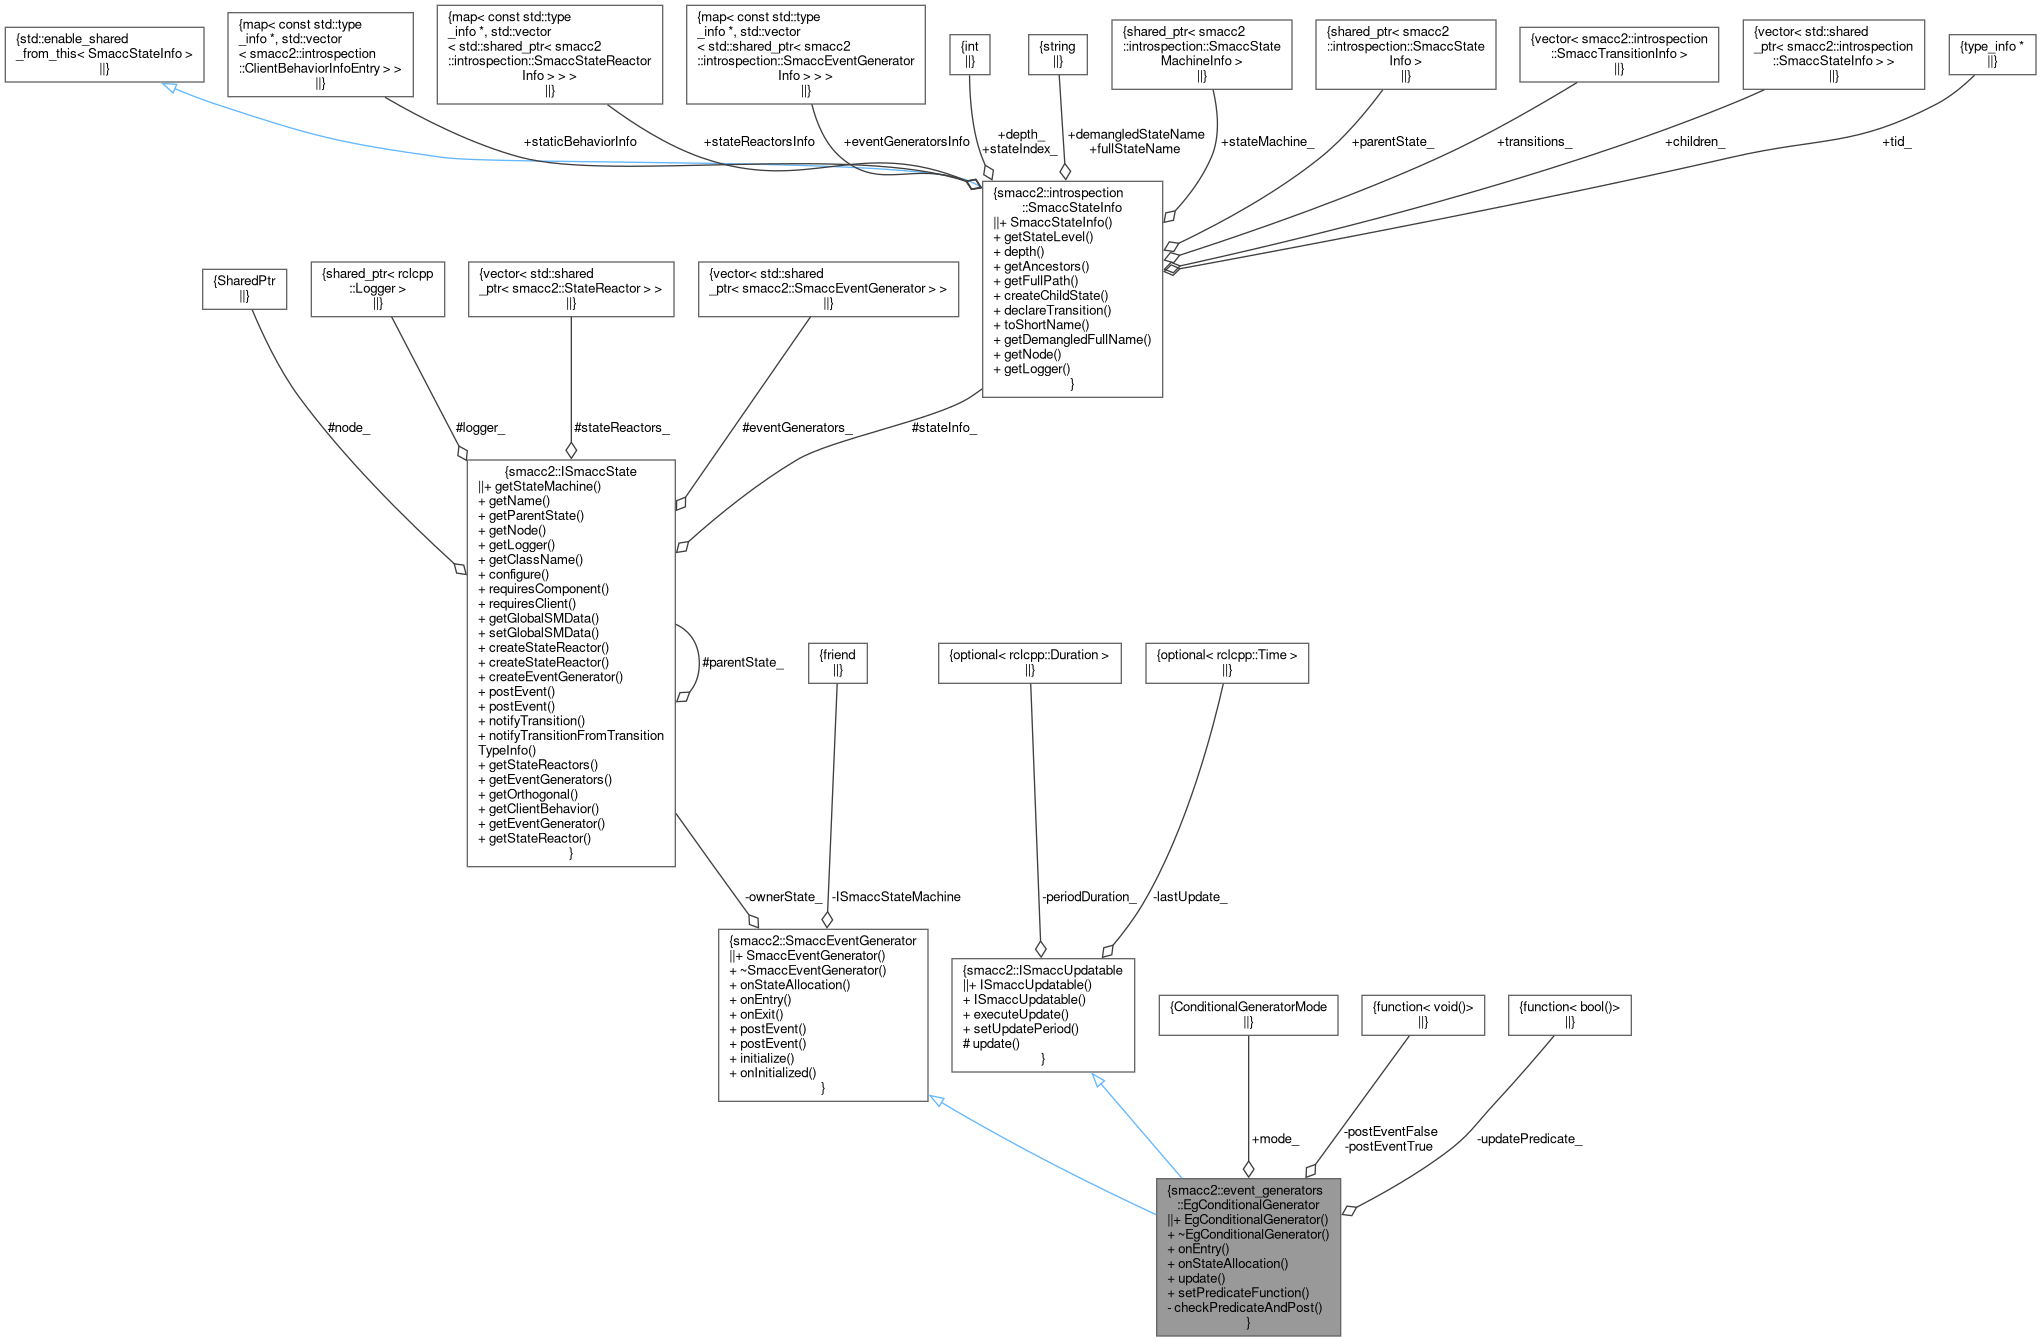 {std::enable_shared
_from_this< SmaccStateInfo >
||}
{map< const std::type
_info *, std::vector
< smacc2::introspection
::ClientBehaviorInfoEntry > >
||}
{map< const std::type
_info *, std::vector
< std::shared_ptr< smacc2
::introspection::SmaccStateReactor
Info > > >
||}
{map< const std::type
_info *, std::vector
< std::shared_ptr< smacc2
::introspection::SmaccEventGenerator
Info > > >
||}
{int
||}
{string
||}
{shared_ptr< smacc2
::introspection::SmaccState
MachineInfo >
||}
{shared_ptr< smacc2
::introspection::SmaccState
Info >
||}
{vector< smacc2::introspection
::SmaccTransitionInfo >
||}
{vector< std::shared
_ptr< smacc2::introspection
::SmaccStateInfo > >
||}
{type_info *
||}
+staticBehaviorInfo
+stateReactorsInfo
+eventGeneratorsInfo
+depth_
+stateIndex_
+demangledStateName
+fullStateName
+stateMachine_
+parentState_
+transitions_
+children_
+tid_
{smacc2::introspection
::SmaccStateInfo
||+ SmaccStateInfo()
+ getStateLevel()
+ depth()
+ getAncestors()
+ getFullPath()
+ createChildState()
+ declareTransition()
+ toShortName()
+ getDemangledFullName()
+ getNode()
+ getLogger()
}
{SharedPtr
||}
{shared_ptr< rclcpp
::Logger >
||}
{vector< std::shared
_ptr< smacc2::StateReactor > >
||}
{vector< std::shared
_ptr< smacc2::SmaccEventGenerator > >
||}
#node_
#logger_
#stateReactors_
#eventGenerators_
#stateInfo_
{smacc2::ISmaccState
||+ getStateMachine()
+ getName()
+ getParentState()
+ getNode()
+ getLogger()
+ getClassName()
+ configure()
+ requiresComponent()
+ requiresClient()
+ getGlobalSMData()
+ setGlobalSMData()
+ createStateReactor()
+ createStateReactor()
+ createEventGenerator()
+ postEvent()
+ postEvent()
+ notifyTransition()
+ notifyTransitionFromTransition
TypeInfo()
+ getStateReactors()
+ getEventGenerators()
+ getOrthogonal()
+ getClientBehavior()
+ getEventGenerator()
+ getStateReactor()
}
#parentState_
{friend
||}
{optional< rclcpp::Duration >
||}
{optional< rclcpp::Time >
||}
-ownerState_
-ISmaccStateMachine
-periodDuration_
-lastUpdate_
{smacc2::SmaccEventGenerator
||+ SmaccEventGenerator()
+ ~SmaccEventGenerator()
+ onStateAllocation()
+ onEntry()
+ onExit()
+ postEvent()
+ postEvent()
+ initialize()
+ onInitialized()
}
{smacc2::ISmaccUpdatable
||+ ISmaccUpdatable()
+ ISmaccUpdatable()
+ executeUpdate()
+ setUpdatePeriod()
# update()
}
{ConditionalGeneratorMode
||}
{function< void()>
||}
{function< bool()>
||}
+mode_
-postEventFalse
-postEventTrue
-updatePredicate_
{smacc2::event_generators
::EgConditionalGenerator
||+ EgConditionalGenerator()
+ ~EgConditionalGenerator()
+ onEntry()
+ onStateAllocation()
+ update()
+ setPredicateFunction()
- checkPredicateAndPost()
}